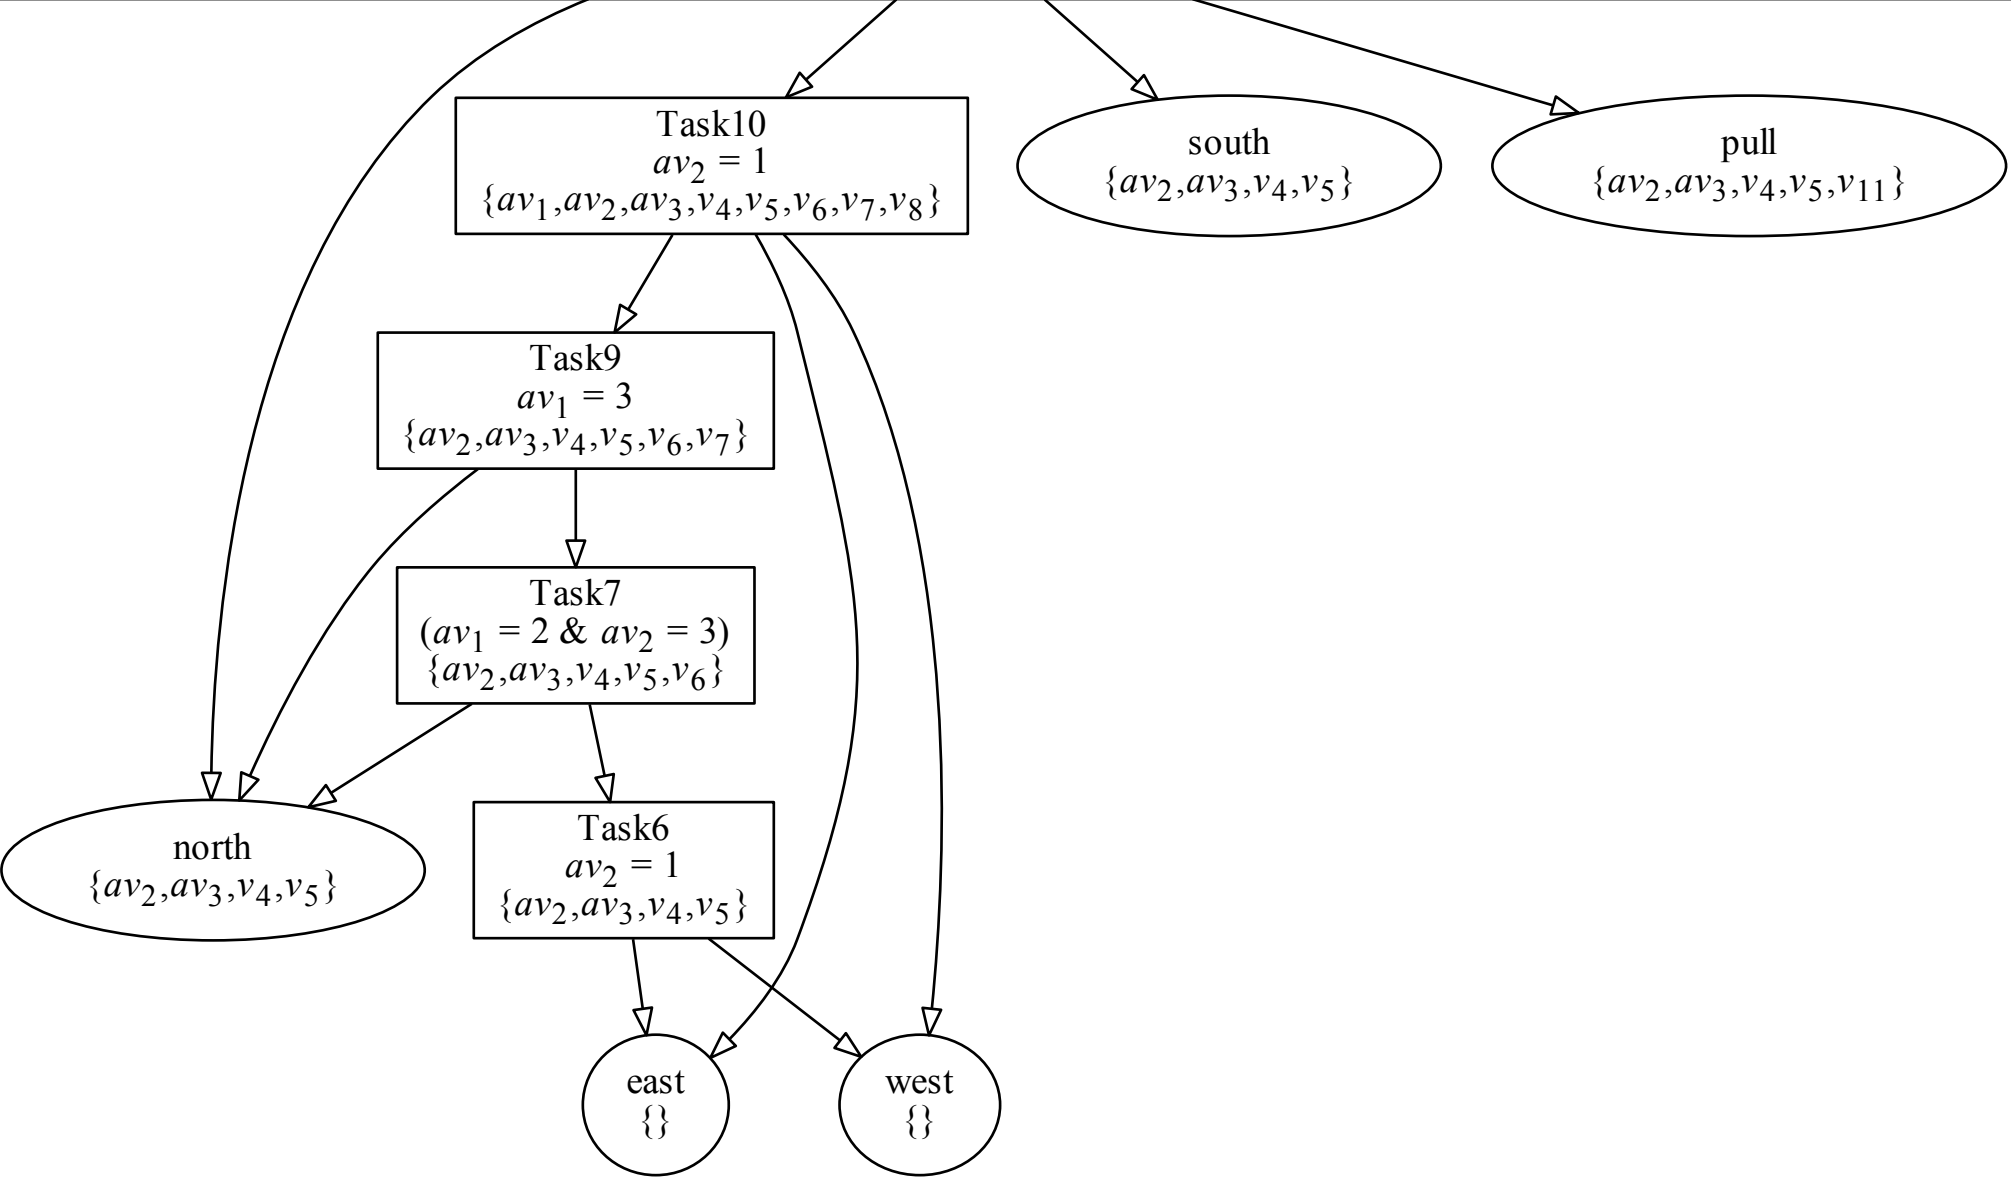 Task10
av₂ = 1
{av₁,av₂,av₃,v₄,v₅,v₆,v₇,v₈}
south
{av₂,av₃,v₄,v₅}
pull
{av₂,av₃,v₄,v₅,v₁₁}
Task9
av₁ = 3
{av₂,av₃,v₄,v₅,v₆,v₇}
Task7
(av₁ = 2 & av₂ = 3)
{av₂,av₃,v₄,v₅,v₆}
north
{av₂,av₃,v₄,v₅}
Task6
av₂ = 1
{av₂,av₃,v₄,v₅}
east
{}
west
{}